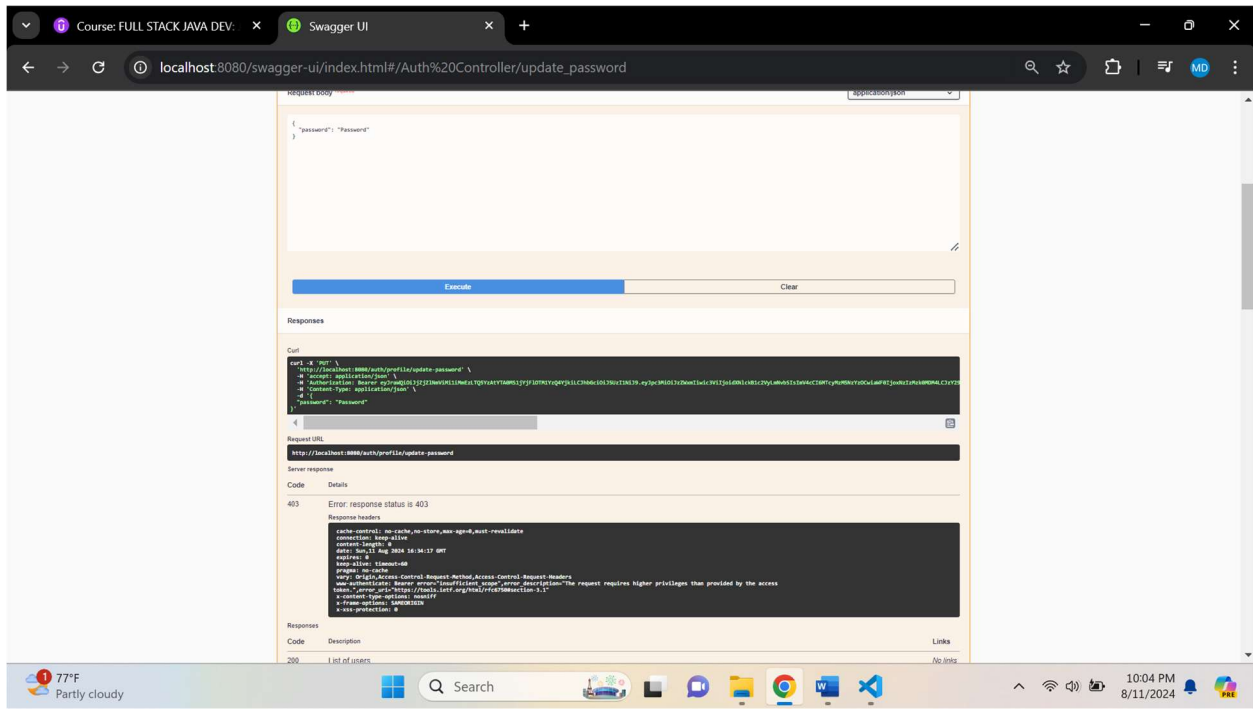 Course: FULL STACK JAVA DEV:
Swagger UI
localhost:8080/swagger-ui/index.html#/Auth%20Controller/update_password
MD
Request body
application/json
{
"password": "Password"
}
Execute
Clear
Responses
Curl
curl -X 'PUT' \
'http://localhost:8080/auth/profile/update-password' \
-H 'accept: application/json' \
-H 'Authorization: Bearer
-H 'Content-Type: application/json' \
-d '{
"password": "Password"
}'
Request URL
http://localhost:8080/auth/profile/update-password
Server response
Code Details
403 Error: response status is 403
Response headers
cache-control: no-cache,no-store,max-age=0,must-revalidate
connection: keep-alive
content-length: 0
date: Sun,11 Aug 2024 16:34:17 GMT
expires: 0
keep-alive: timeout=60
pragma: no-cache
vary: Origin,Access-Control-Request-Method,Access-Control-Request-Headers
www-authenticate: Bearer error="insufficient_scope",error_description="The request requires higher privileges than provided by the access
token.",error_uri="https://tools.ietf.org/html/rfc6750#section-3.1"
x-content-type-options: nosniff
x-frame-options: SAMEORIGIN
x-xss-protection: 0
Responses
Code Description Links
200 List of users No links
1
77°F
Partly cloudy
Search
10:04 PM
8/11/2024
PRE